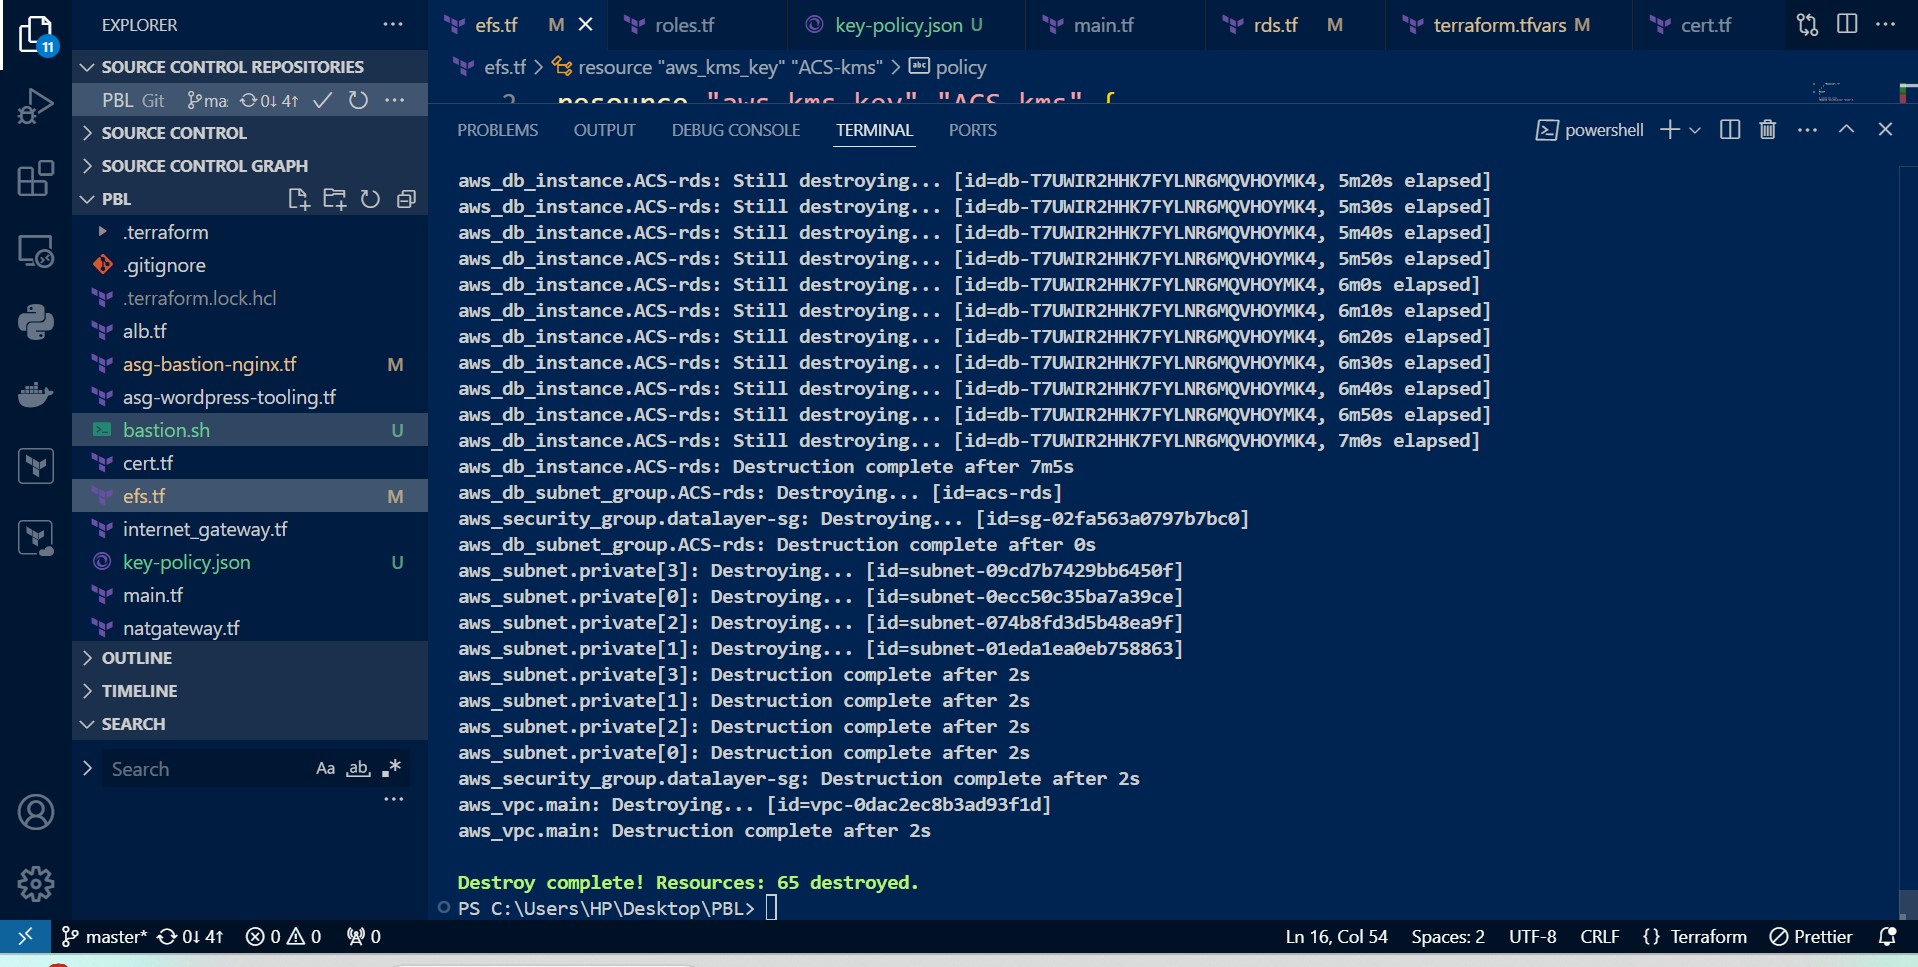 11
EXPLORER
SOURCE CONTROL REPOSITORIES
PBL Git mas 0↓ 4↑
SOURCE CONTROL
SOURCE CONTROL GRAPH
PBL
.terraform
.gitignore
.terraform.lock.hcl
alb.tf
asg-bastion-nginx.tf M
asg-wordpress-tooling.tf
bastion.sh U
cert.tf
efs.tf M
internet_gateway.tf
key-policy.json U
main.tf
natgateway.tf
OUTLINE
TIMELINE
SEARCH
Search Aa ab .*
efs.tf M
roles.tf
key-policy.json U
main.tf
rds.tf M
terraform.tfvars M
cert.tf
efs.tf > resource "aws_kms_key" "ACS-kms" > abc policy
2 resource "aws_kms_key" "ACS-kms" {
PROBLEMS OUTPUT DEBUG CONSOLE TERMINAL PORTS
powershell
aws_db_instance.ACS-rds: Still destroying... [id=db-T7UWIR2HHK7FYLNR6MQVHOYMK4, 5m20s elapsed]
aws_db_instance.ACS-rds: Still destroying... [id=db-T7UWIR2HHK7FYLNR6MQVHOYMK4, 5m30s elapsed]
aws_db_instance.ACS-rds: Still destroying... [id=db-T7UWIR2HHK7FYLNR6MQVHOYMK4, 5m40s elapsed]
aws_db_instance.ACS-rds: Still destroying... [id=db-T7UWIR2HHK7FYLNR6MQVHOYMK4, 5m50s elapsed]
aws_db_instance.ACS-rds: Still destroying... [id=db-T7UWIR2HHK7FYLNR6MQVHOYMK4, 6m0s elapsed]
aws_db_instance.ACS-rds: Still destroying... [id=db-T7UWIR2HHK7FYLNR6MQVHOYMK4, 6m10s elapsed]
aws_db_instance.ACS-rds: Still destroying... [id=db-T7UWIR2HHK7FYLNR6MQVHOYMK4, 6m20s elapsed]
aws_db_instance.ACS-rds: Still destroying... [id=db-T7UWIR2HHK7FYLNR6MQVHOYMK4, 6m30s elapsed]
aws_db_instance.ACS-rds: Still destroying... [id=db-T7UWIR2HHK7FYLNR6MQVHOYMK4, 6m40s elapsed]
aws_db_instance.ACS-rds: Still destroying... [id=db-T7UWIR2HHK7FYLNR6MQVHOYMK4, 6m50s elapsed]
aws_db_instance.ACS-rds: Still destroying... [id=db-T7UWIR2HHK7FYLNR6MQVHOYMK4, 7m0s elapsed]
aws_db_instance.ACS-rds: Destruction complete after 7m5s
aws_db_subnet_group.ACS-rds: Destroying... [id=acs-rds]
aws_security_group.datalayer-sg: Destroying... [id=sg-02fa563a0797b7bc0]
aws_db_subnet_group.ACS-rds: Destruction complete after 0s
aws_subnet.private[3]: Destroying... [id=subnet-09cd7b7429bb6450f]
aws_subnet.private[0]: Destroying... [id=subnet-0ecc50c35ba7a39ce]
aws_subnet.private[2]: Destroying... [id=subnet-074b8fd3d5b48ea9f]
aws_subnet.private[1]: Destroying... [id=subnet-01eda1ea0eb758863]
aws_subnet.private[3]: Destruction complete after 2s
aws_subnet.private[1]: Destruction complete after 2s
aws_subnet.private[2]: Destruction complete after 2s
aws_subnet.private[0]: Destruction complete after 2s
aws_security_group.datalayer-sg: Destruction complete after 2s
aws_vpc.main: Destroying... [id=vpc-0dac2ec8b3ad93f1d]
aws_vpc.main: Destruction complete after 2s
Destroy complete! Resources: 65 destroyed.
PS C:\Users\HP\Desktop\PBL>
master* 0↓ 4↑ 0 0 0
Ln 16, Col 54 Spaces: 2 UTF-8 CRLF {} Terraform Prettier